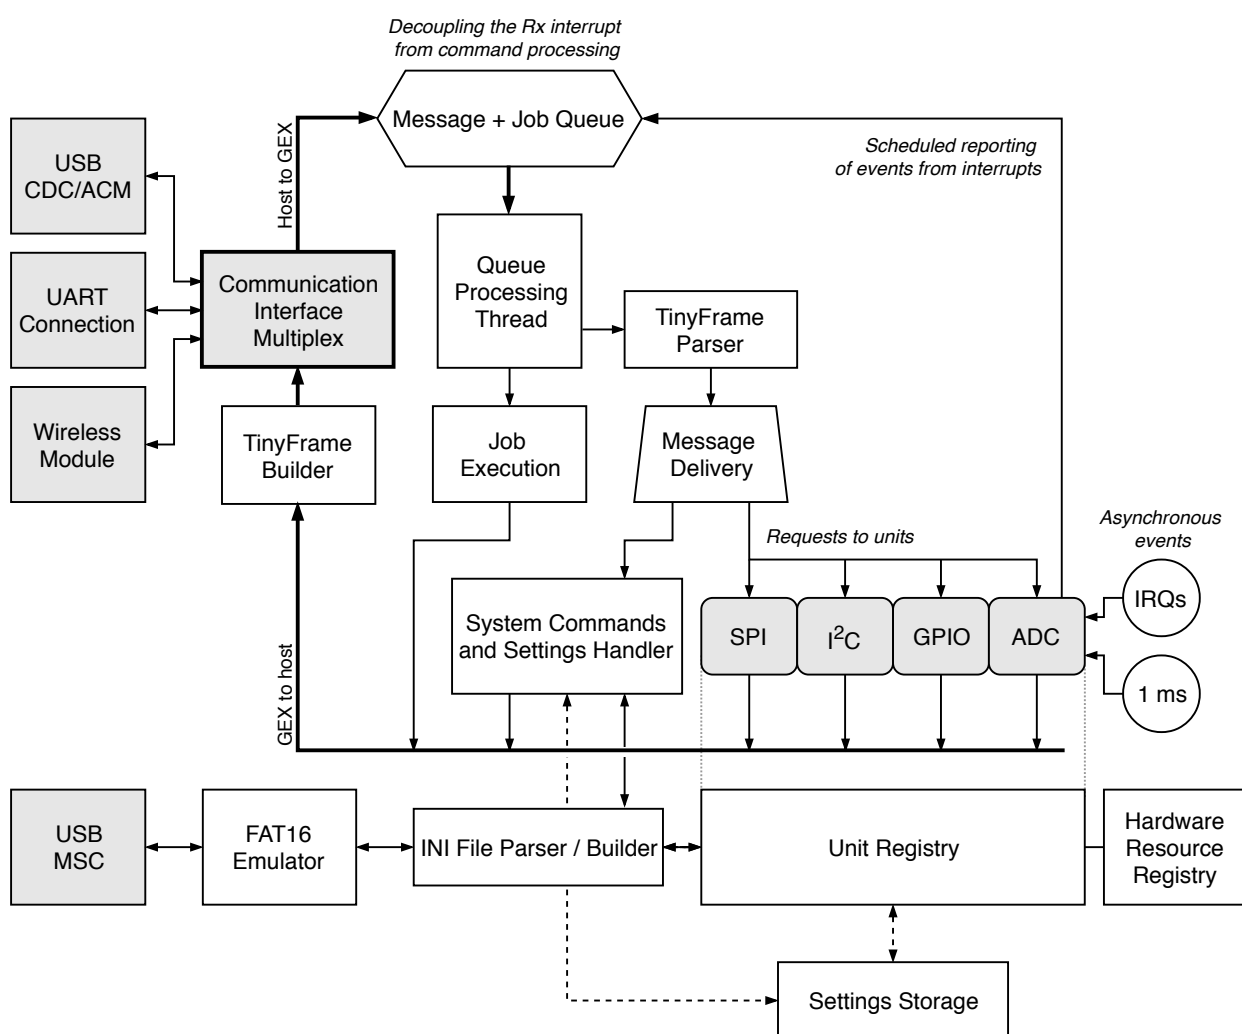 Decoupling the Rx interrupt
from command processing
Message + Job Queue
Host to GEX
Scheduled reporting
of events from interrupts
USB
CDC/ACM
UART
Connection
Wireless
Module
Communication
Interface
Multiplex
TinyFrame
Builder
Queue
Processing
Thread
TinyFrame
Parser
Job
Execution
Message
Delivery
Requests to units
Asynchronous
events
IRQs
1 ms
System Commands
and Settings Handler
SPI
I²C
GPIO
ADC
GEX to host
USB
MSC
FAT16
Emulator
INI File Parser / Builder
Unit Registry
Hardware
Resource
Registry
Settings Storage